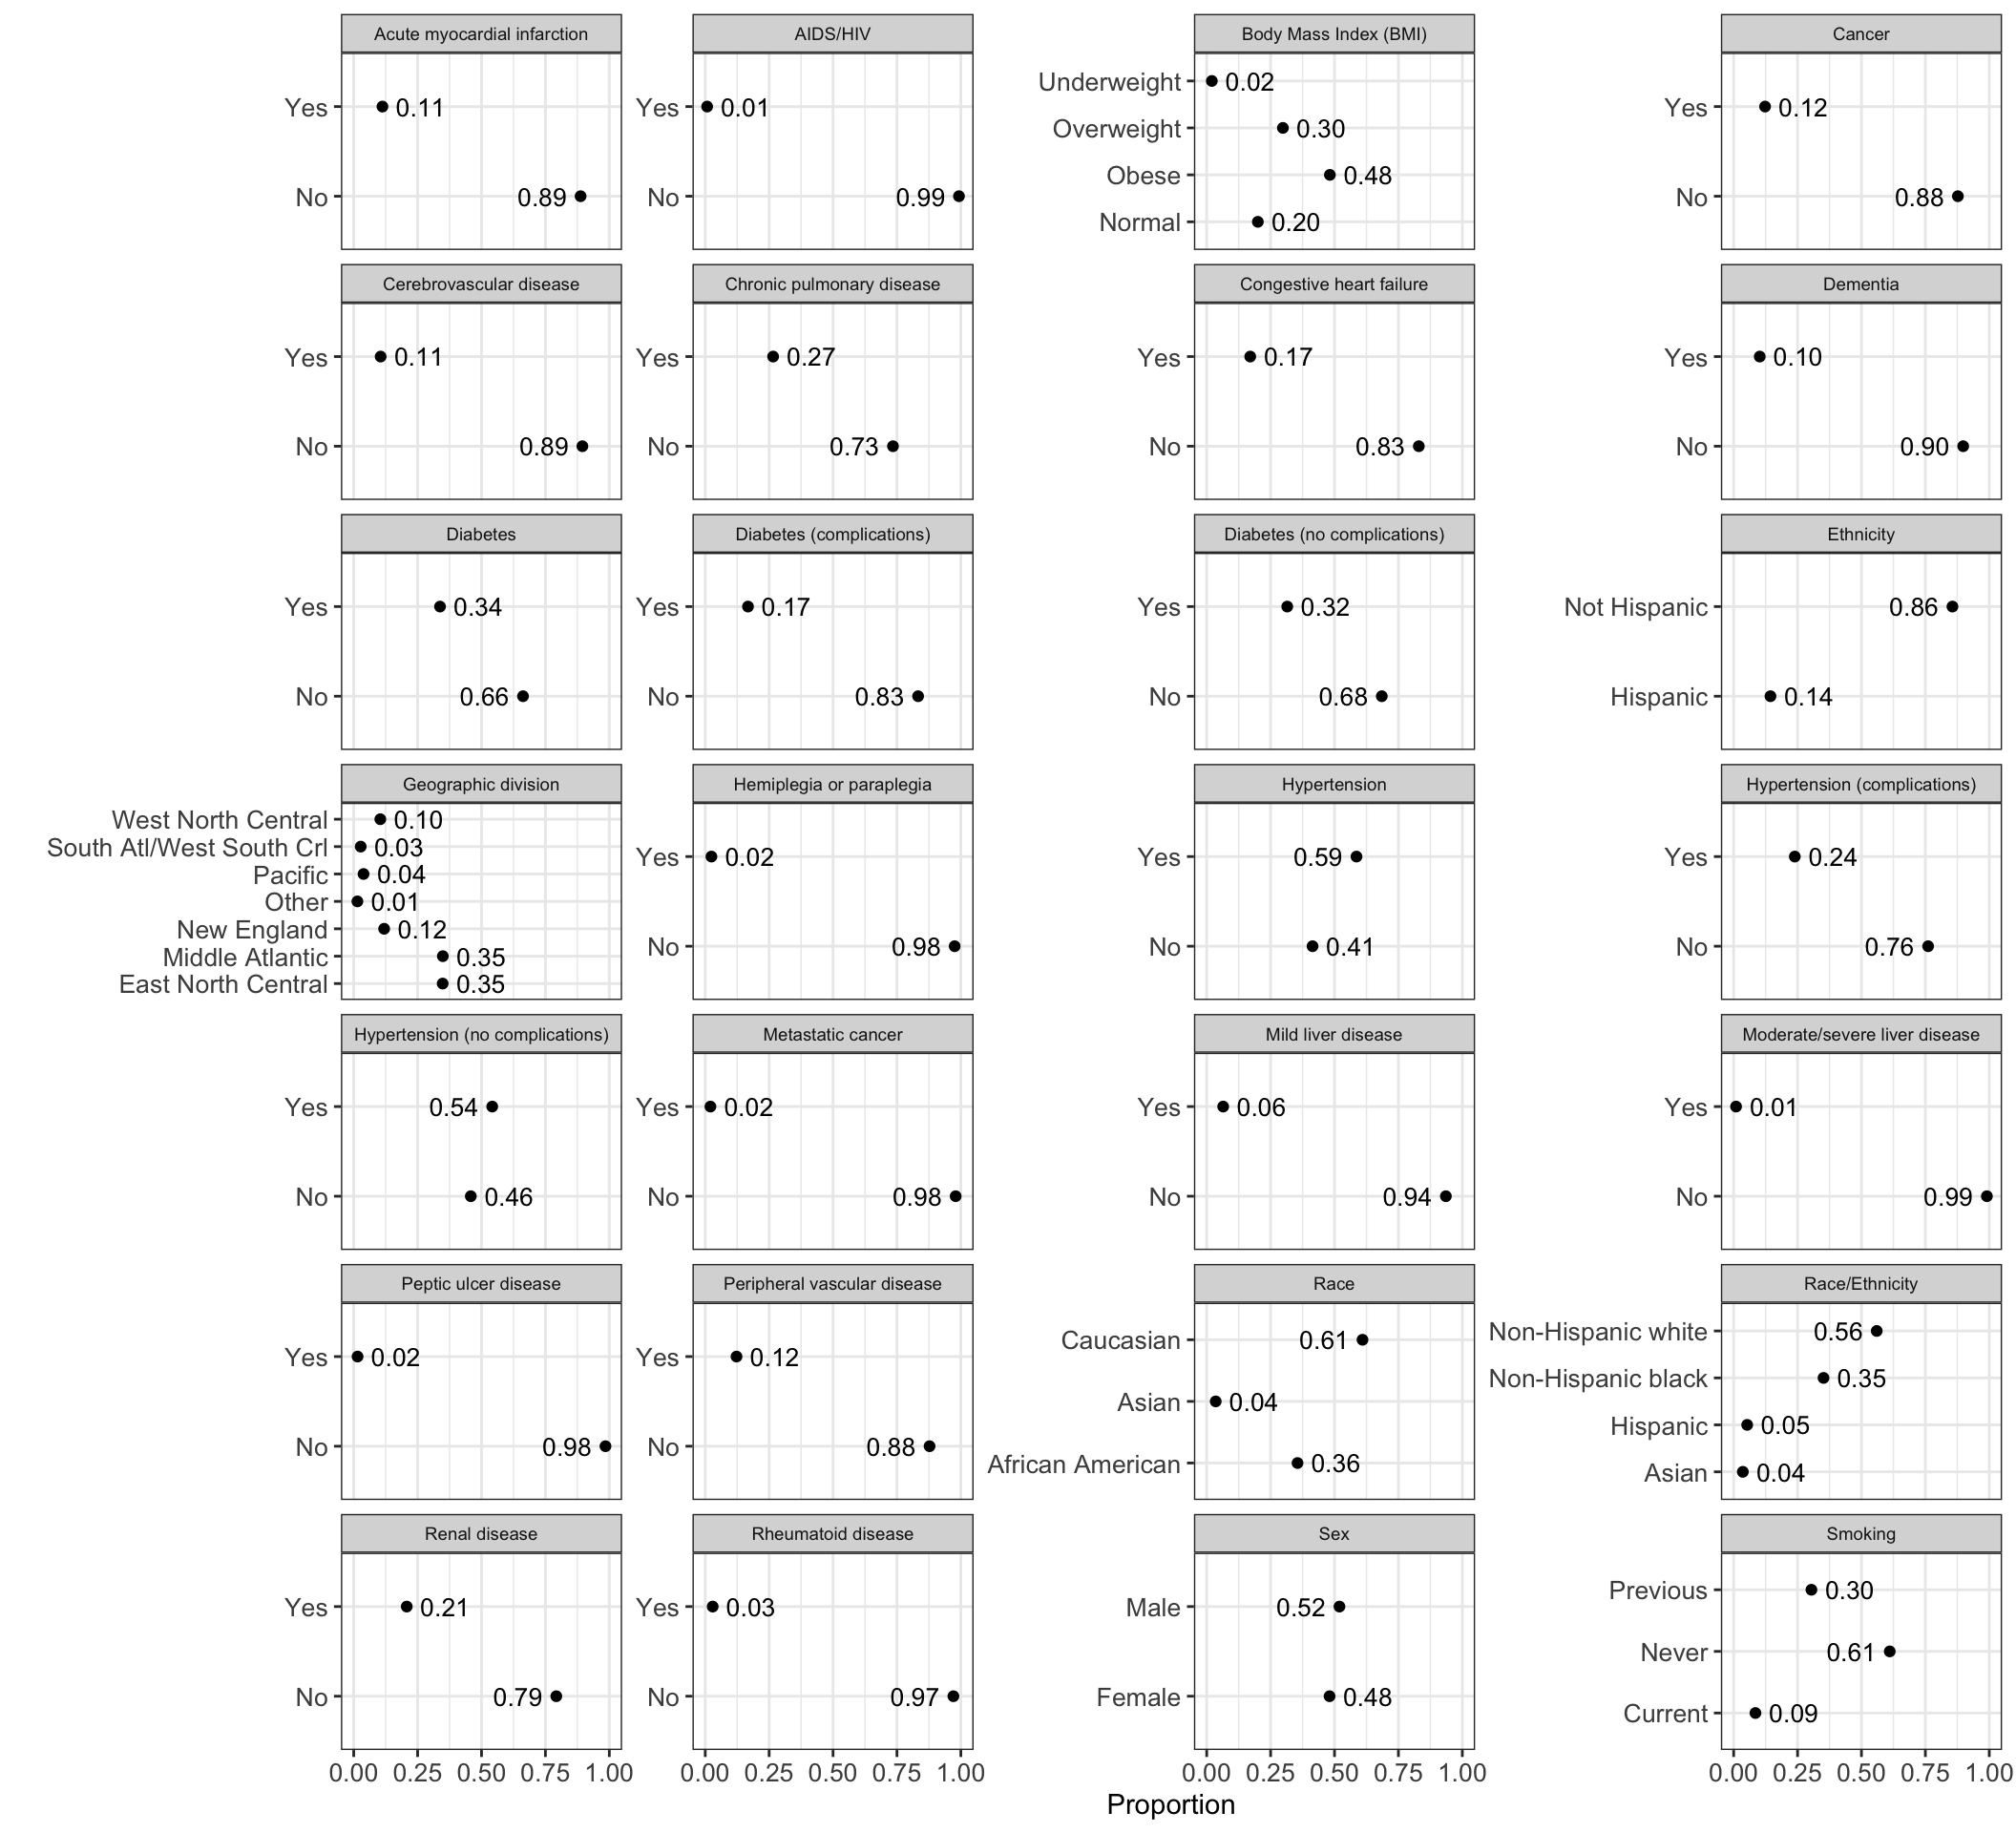 Acute myocardial infarction
Yes 0.11
No 0.89
AIDS/HIV
Yes 0.01
No 0.99
Body Mass Index (BMI)
Underweight 0.02
Overweight 0.30
Obese 0.48
Normal 0.20
Cancer
Yes 0.12
No 0.88
Cerebrovascular disease
Yes 0.11
No 0.89
Chronic pulmonary disease
Yes 0.27
No 0.73
Congestive heart failure
Yes 0.17
No 0.83
Dementia
Yes 0.10
No 0.90
Diabetes
Yes 0.34
No 0.66
Diabetes (complications)
Yes 0.17
No 0.83
Diabetes (no complications)
Yes 0.32
No 0.68
Ethnicity
Not Hispanic 0.86
Hispanic 0.14
Geographic division
West North Central 0.10
South Atl/West South Crl 0.03
Pacific 0.04
Other 0.01
New England 0.12
Middle Atlantic 0.35
East North Central 0.35
Hemiplegia or paraplegia
Yes 0.02
No 0.98
Hypertension
Yes 0.59
No 0.41
Hypertension (complications)
Yes 0.24
No 0.76
Hypertension (no complications)
Yes 0.54
No 0.46
Metastatic cancer
Yes 0.02
No 0.98
Mild liver disease
Yes 0.06
No 0.94
Moderate/severe liver disease
Yes 0.01
No 0.99
Peptic ulcer disease
Yes 0.02
No 0.98
Peripheral vascular disease
Yes 0.12
No 0.88
Race
Caucasian 0.61
Asian 0.04
African American 0.36
Race/Ethnicity
Non-Hispanic white 0.56
Non-Hispanic black 0.35
Hispanic 0.05
Asian 0.04
Renal disease
Yes 0.21
No 0.79
Rheumatoid disease
Yes 0.03
No 0.97
Sex
Male 0.52
Female 0.48
Smoking
Previous 0.30
Never 0.61
Current 0.09
0.00 0.25 0.50 0.75 1.00
0.00 0.25 0.50 0.75 1.00
0.00 0.25 0.50 0.75 1.00
0.00 0.25 0.50 0.75 1.00
Proportion